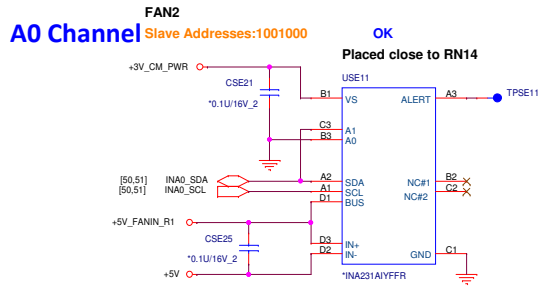 FAN2
A0 Channel Slave Addresses:1001000 OK
Placed close to RN14
+3V_CM_PWR
CSE21
*0.1U/16V_2
USE11
B1 VS ALERT A3 TPSE11
C3 A1
B3 A0
[50,51] INA0_SDA A2 SDA NC#1 B2
[50,51] INA0_SCL A1 SCL NC#2 C2
D1 BUS
+5V_FANIN_R1
CSE25
*0.1U/16V_2
D3 IN+
D2 IN- GND C1
+5V
*INA231AIYFFR